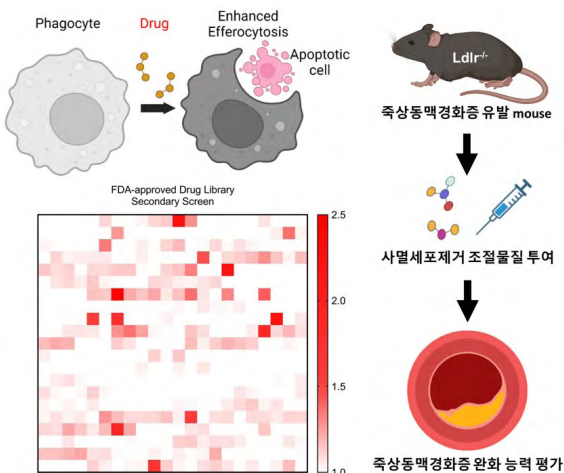 Phagocyte
Drug
Enhanced
Efferocytosis
Apoptotic
cell
FDA-approved Drug Library
Secondary Screen
2.5
2.0
1.5
1.0
Ldlr-/-
죽상동맥경화증 유발 mouse
사멸세포제거 조절물질 투여
죽상동맥경화증 완화 능력 평가